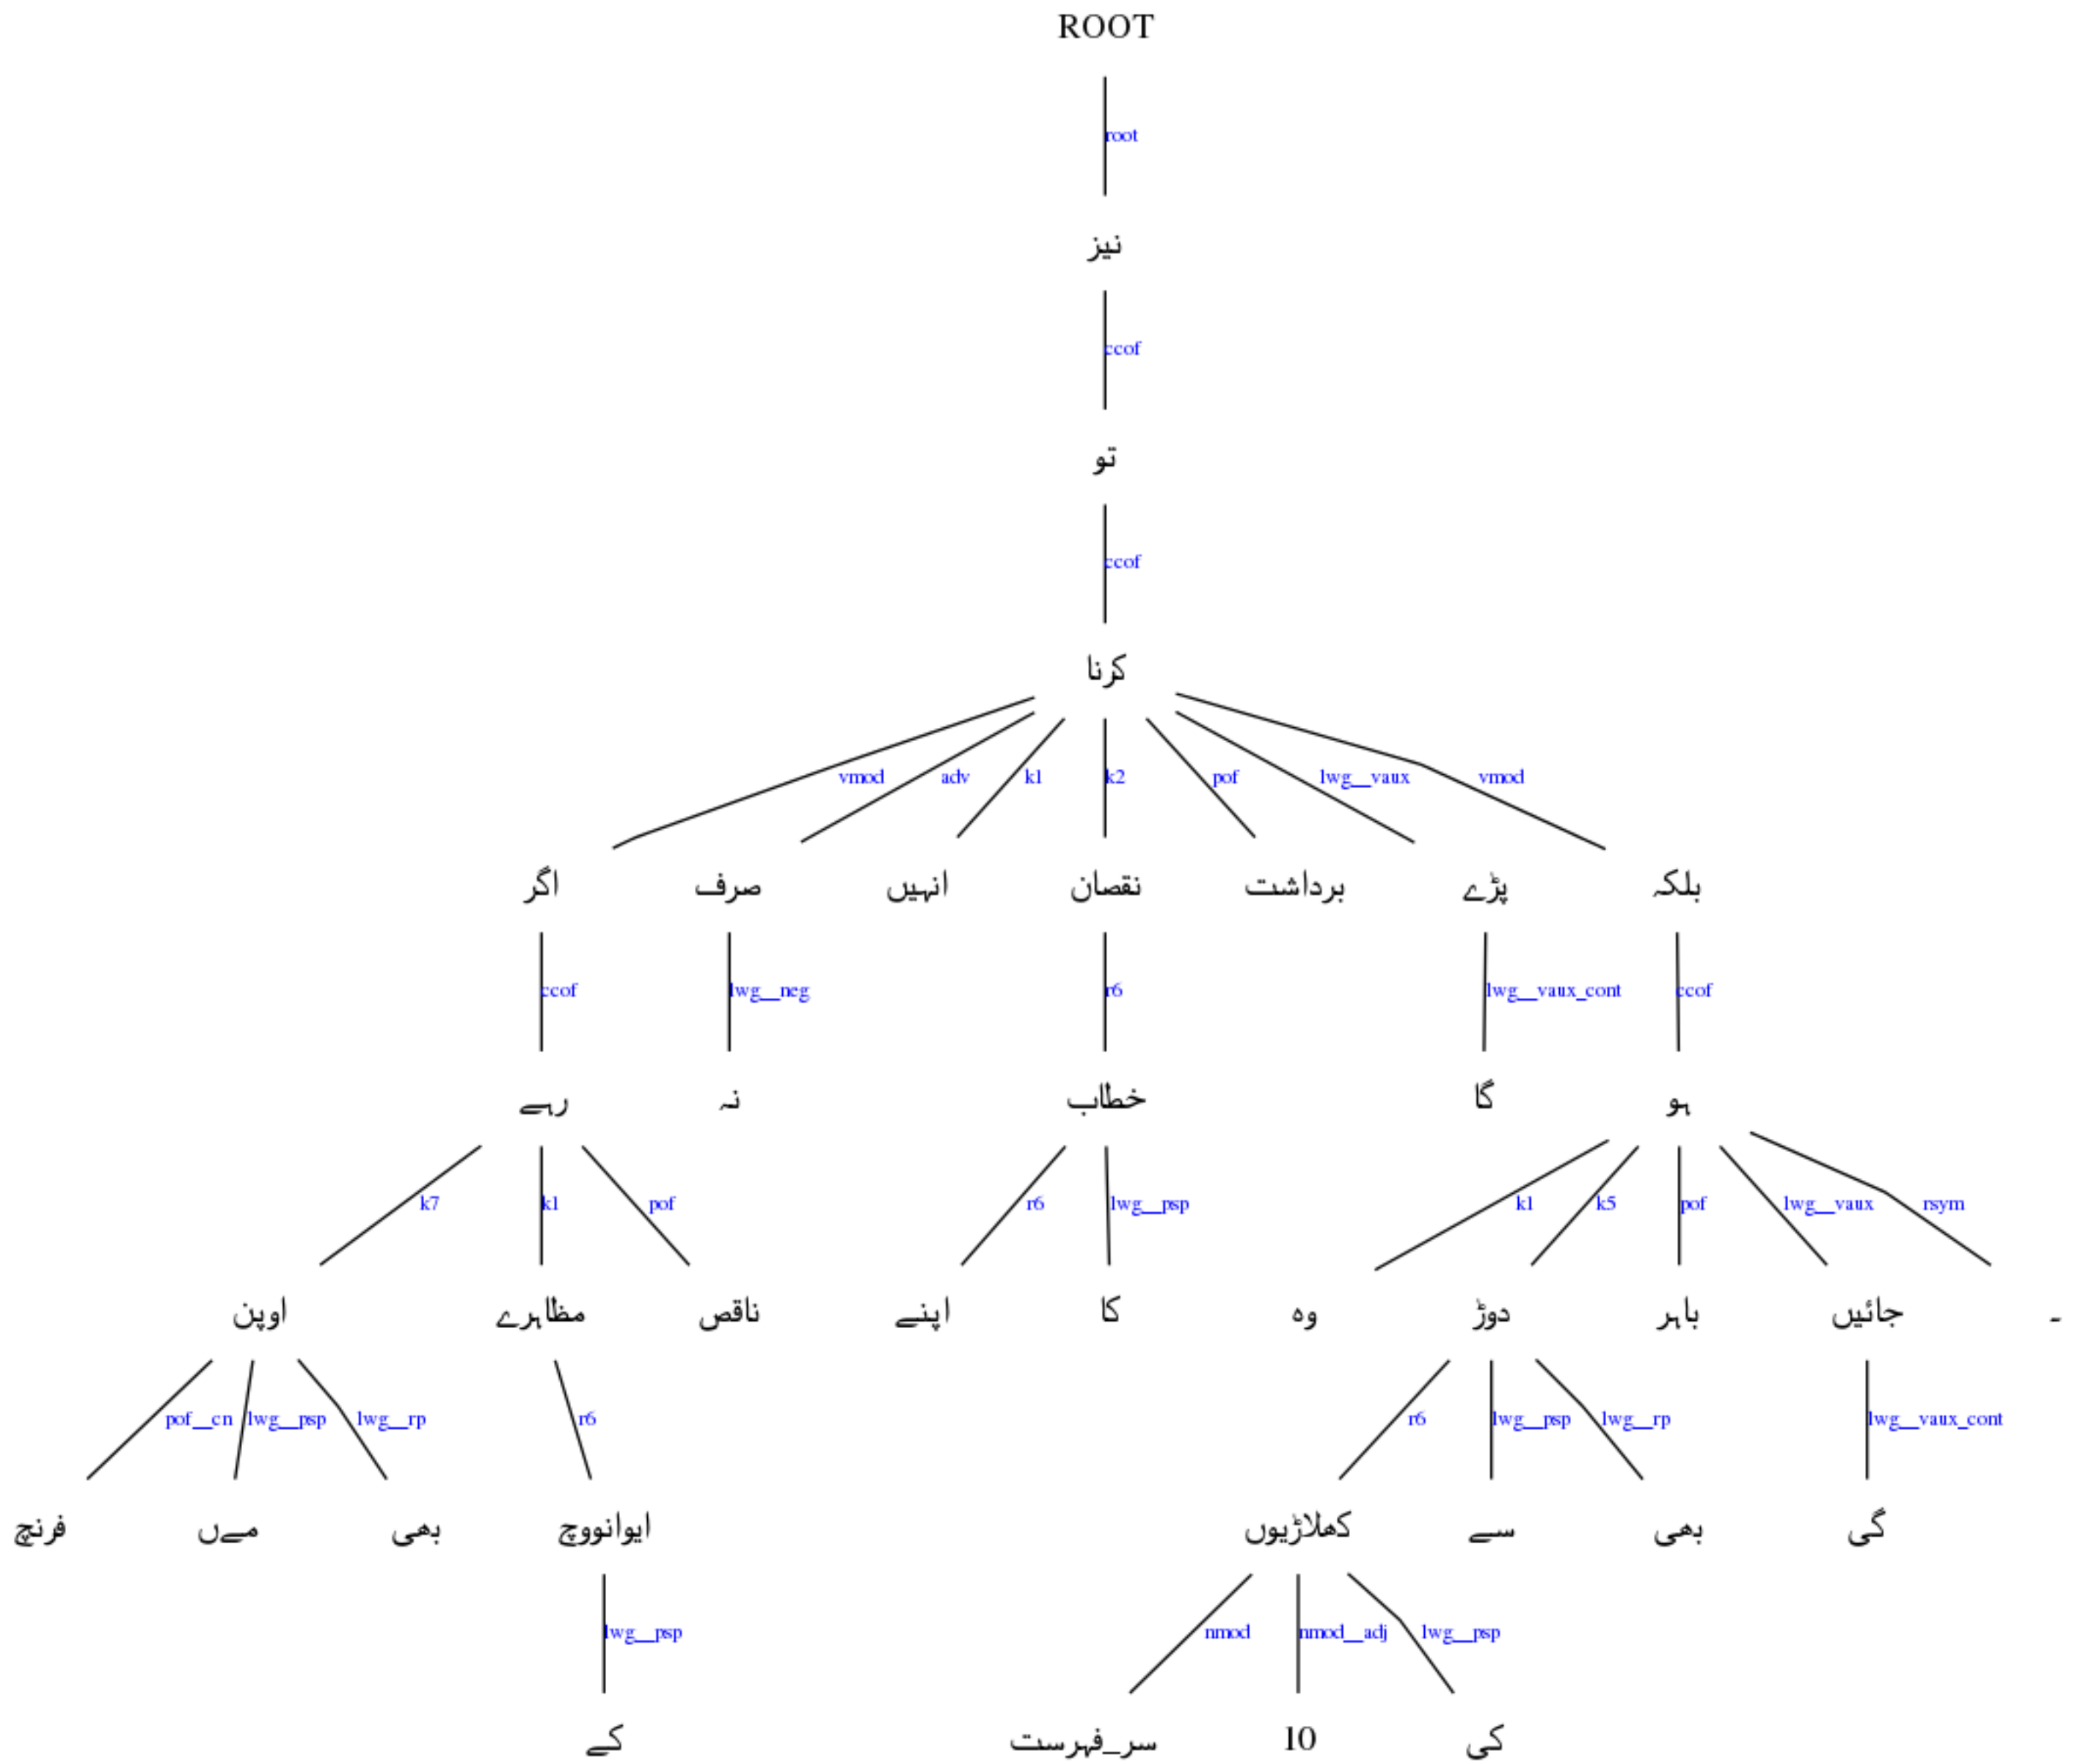 ROOT
root
نیز
ccof
تو
ccof
کرنا
vmod adv k1 k2 pof lwg__vaux vmod
اگر صرف انہیں نقصان برداشت پڑے بلکہ
ccof lwg__neg r6 lwg__vaux_cont ccof
رہے نہ خطاب گا ہو
k7 k1 pof r6 lwg__psp k1 k5 pof lwg__vaux rsym
اوپن مظاہرے ناقص اپنے کا وہ دوڑ باہر جائیں ۔
pof__cn lwg__psp lwg__rp r6 r6 lwg__psp lwg__rp lwg__vaux_cont
فرنچ مےں بھی ایوانووچ کھلاڑیوں سے بھی گی
lwg__psp nmod nmod__adj lwg__psp
کے سر_فہرست 10 کی